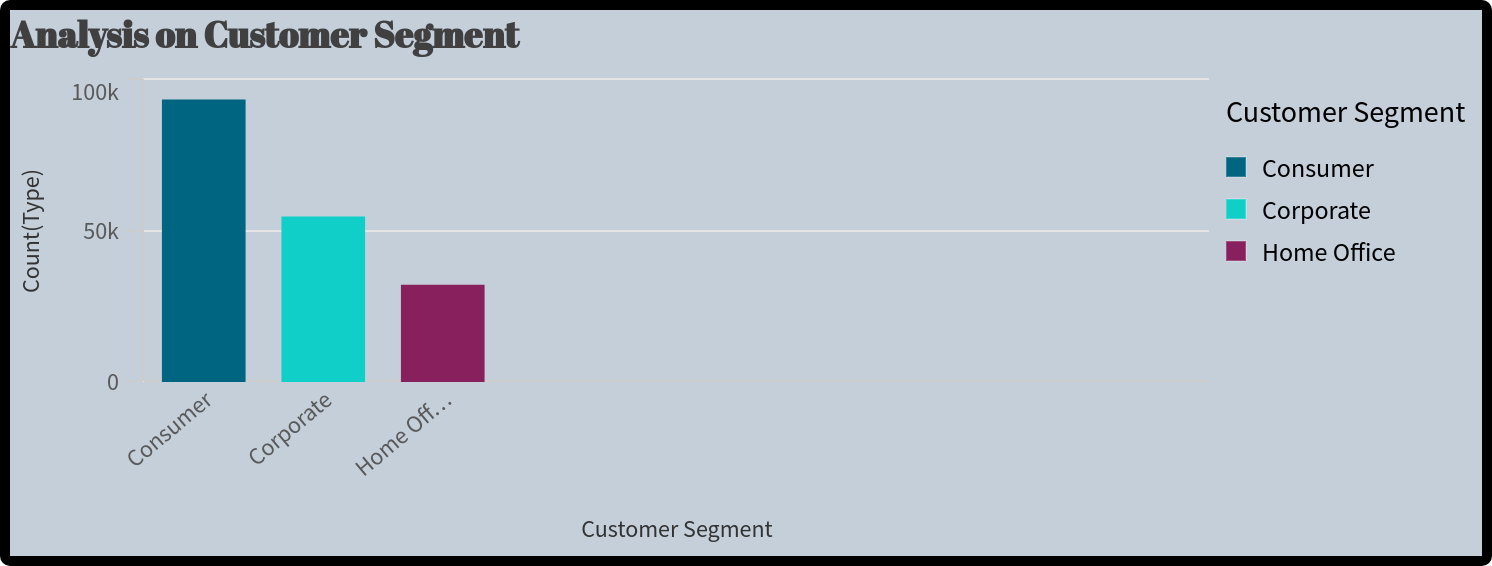 Analysis on Customer Segment
100k
50k
0
Count(Type)
Consumer
Corporate
Home Off...
Customer Segment
Customer Segment
Consumer
Corporate
Home Office